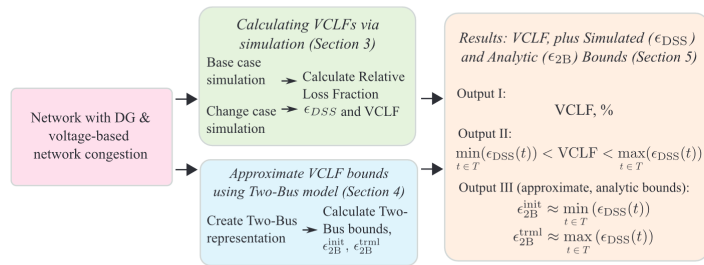 Network with DG &
voltage-based
network congestion
Calculating VCLFs via
simulation (Section 3)
Base case
simulation
Change case
simulation
Calculate Relative
Loss Fraction
ϵ_DSS and VCLF
Approximate VCLF bounds
using Two-Bus model (Section 4)
Create Two-Bus
representation
Calculate Two-
Bus bounds,
ϵ_2B^init, ϵ_2B^trml
Results: VCLF, plus Simulated (ϵ_DSS)
and Analytic (ϵ_2B) Bounds (Section 5)
Output I:
VCLF, %
Output II:
min(ϵ_DSS(t)) < VCLF < max(ϵ_DSS(t))
t ∈ T t ∈ T
Output III (approximate, analytic bounds):
ϵ_2B^init ≈ min (ϵ_DSS(t))
t ∈ T
ϵ_2B^trml ≈ max (ϵ_DSS(t))
t ∈ T